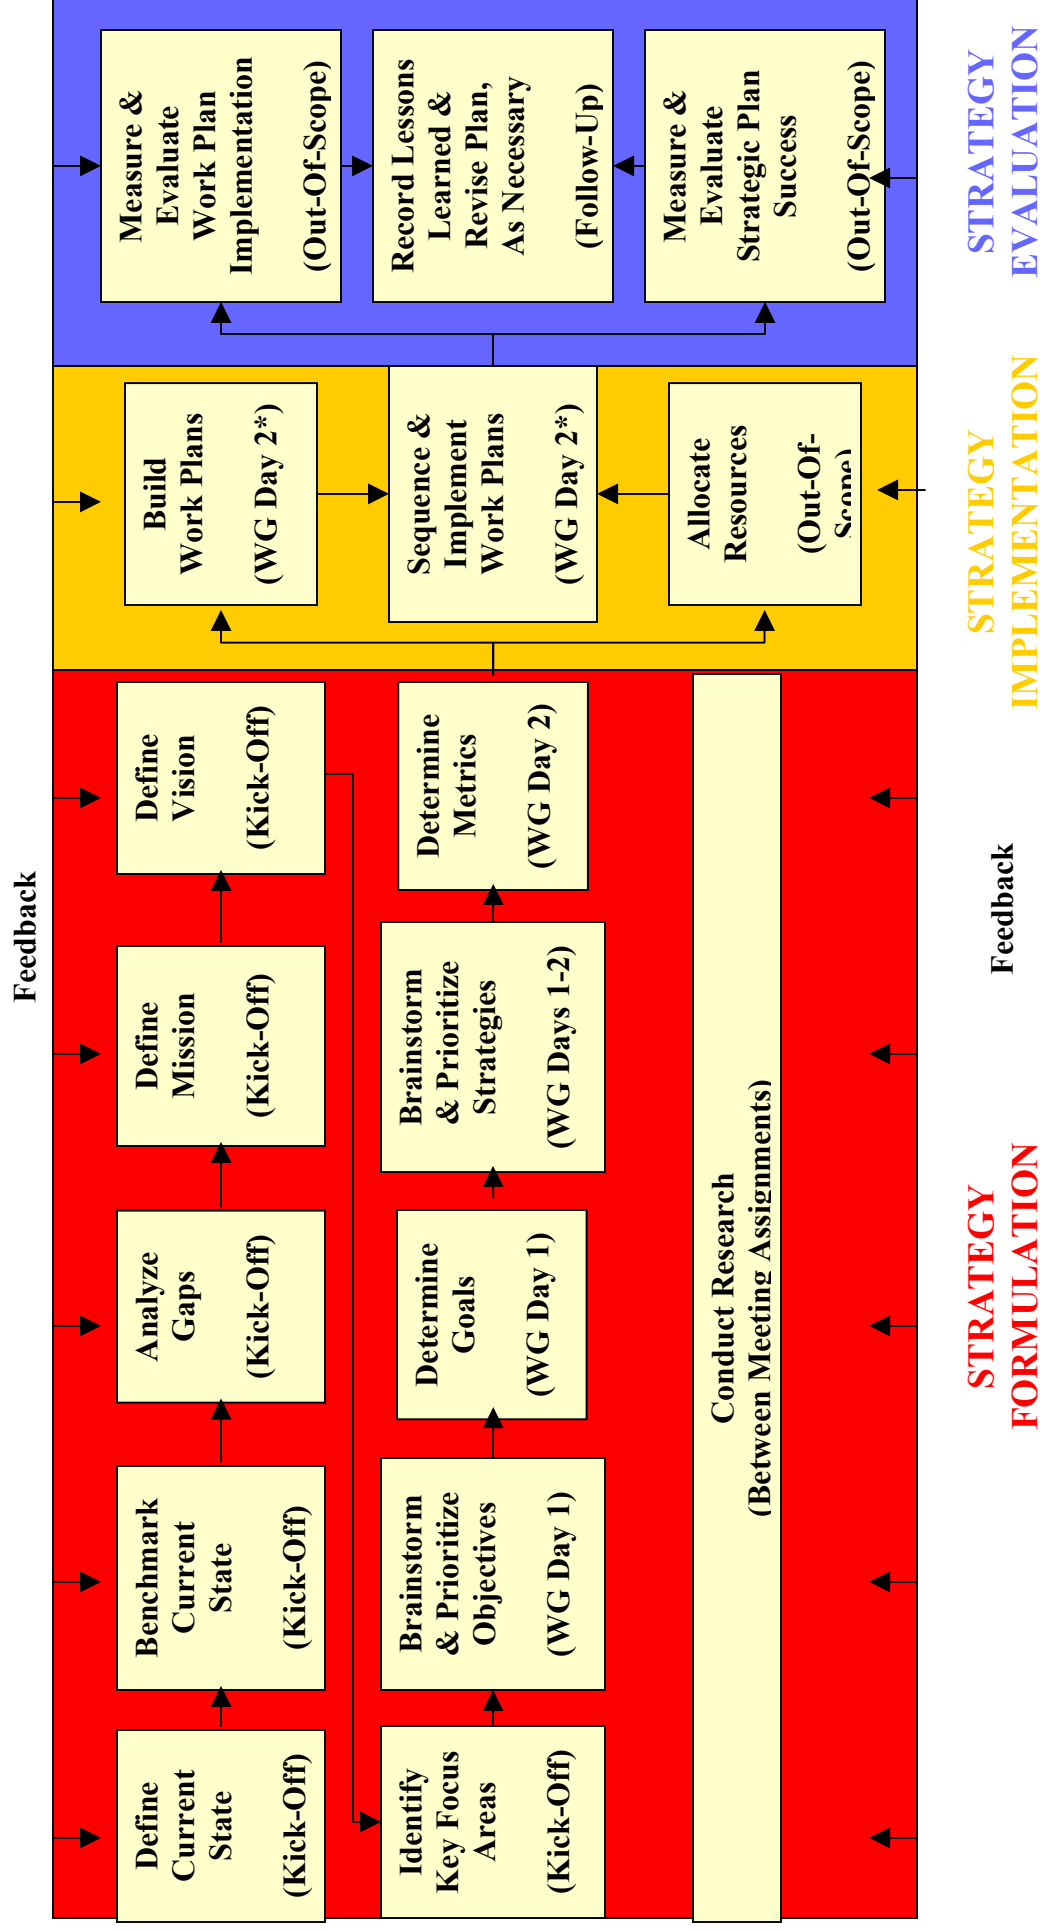 Feedback
Define
Current
State
(Kick-Off)
Benchmark
Current
State
(Kick-Off)
Analyze
Gaps
(Kick-Off)
Define
Mission
(Kick-Off)
Define
Vision
(Kick-Off)
Identify
Key Focus
Areas
(Kick-Off)
Brainstorm
& Prioritize
Objectives
(WG Day 1)
Determine
Goals
(WG Day 1)
Brainstorm
& Prioritize
Strategies
(WG Days 1-2)
Determine
Metrics
(WG Day 2)
Conduct Research
(Between Meeting Assignments)
Build
Work Plans
(WG Day 2*)
Sequence &
Implement
Work Plans
(WG Day 2*)
Allocate
Resources
(Out-Of-
Scope)
Measure &
Evaluate
Work Plan
Implementation
(Out-Of-Scope)
Record Lessons
Learned &
Revise Plan,
As Necessary
(Follow-Up)
Measure &
Evaluate
Strategic Plan
Success
(Out-Of-Scope)
Feedback
STRATEGY
FORMULATION
STRATEGY
IMPLEMENTATION
STRATEGY
EVALUATION